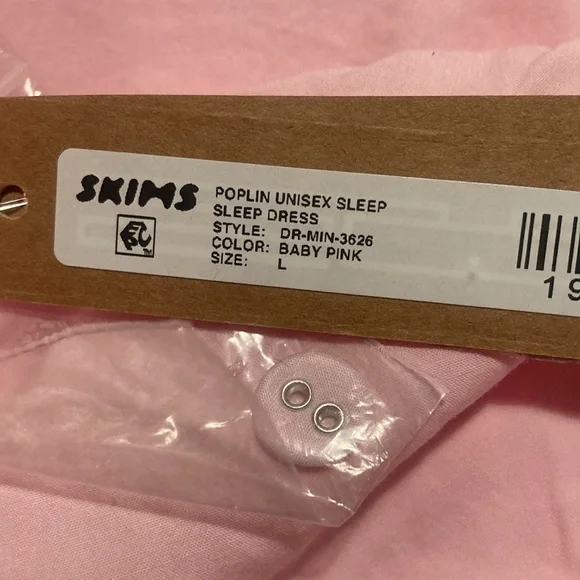 SKIMS
POPLIN UNISEX SLEEP
SLEEP DRESS
STYLE: DR-MIN-3626
COLOR: BABY PINK
SIZE: L
19